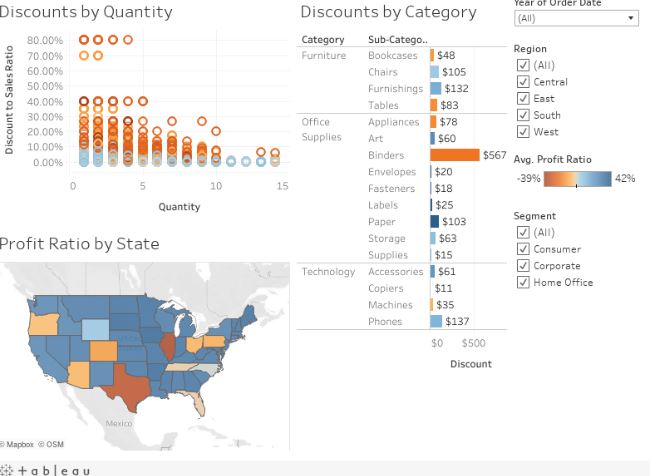 Discounts by Quantity
Discount to Sales Ratio
80.00%
70.00%
60.00%
50.00%
40.00%
30.00%
20.00%
10.00%
0.00%
0 5 10 15
Quantity
Profit Ratio by State
Mexico
© Mapbox © OSM
Discounts by Category
Category Sub-Catego..
Furniture Bookcases $48
Chairs $105
Furnishings $132
Tables $83
Office Supplies Appliances $78
Art $60
Binders $567
Envelopes $20
Fasteners $18
Labels $25
Paper $103
Storage $63
Supplies $15
Technology Accessories $61
Copiers $11
Machines $35
Phones $137
$0 $500
Discount
Year of Order Date
(All)
Region
(All)
Central
East
South
West
Avg. Profit Ratio
-39% 42%
Segment
(All)
Consumer
Corporate
Home Office
+ a b l e a u